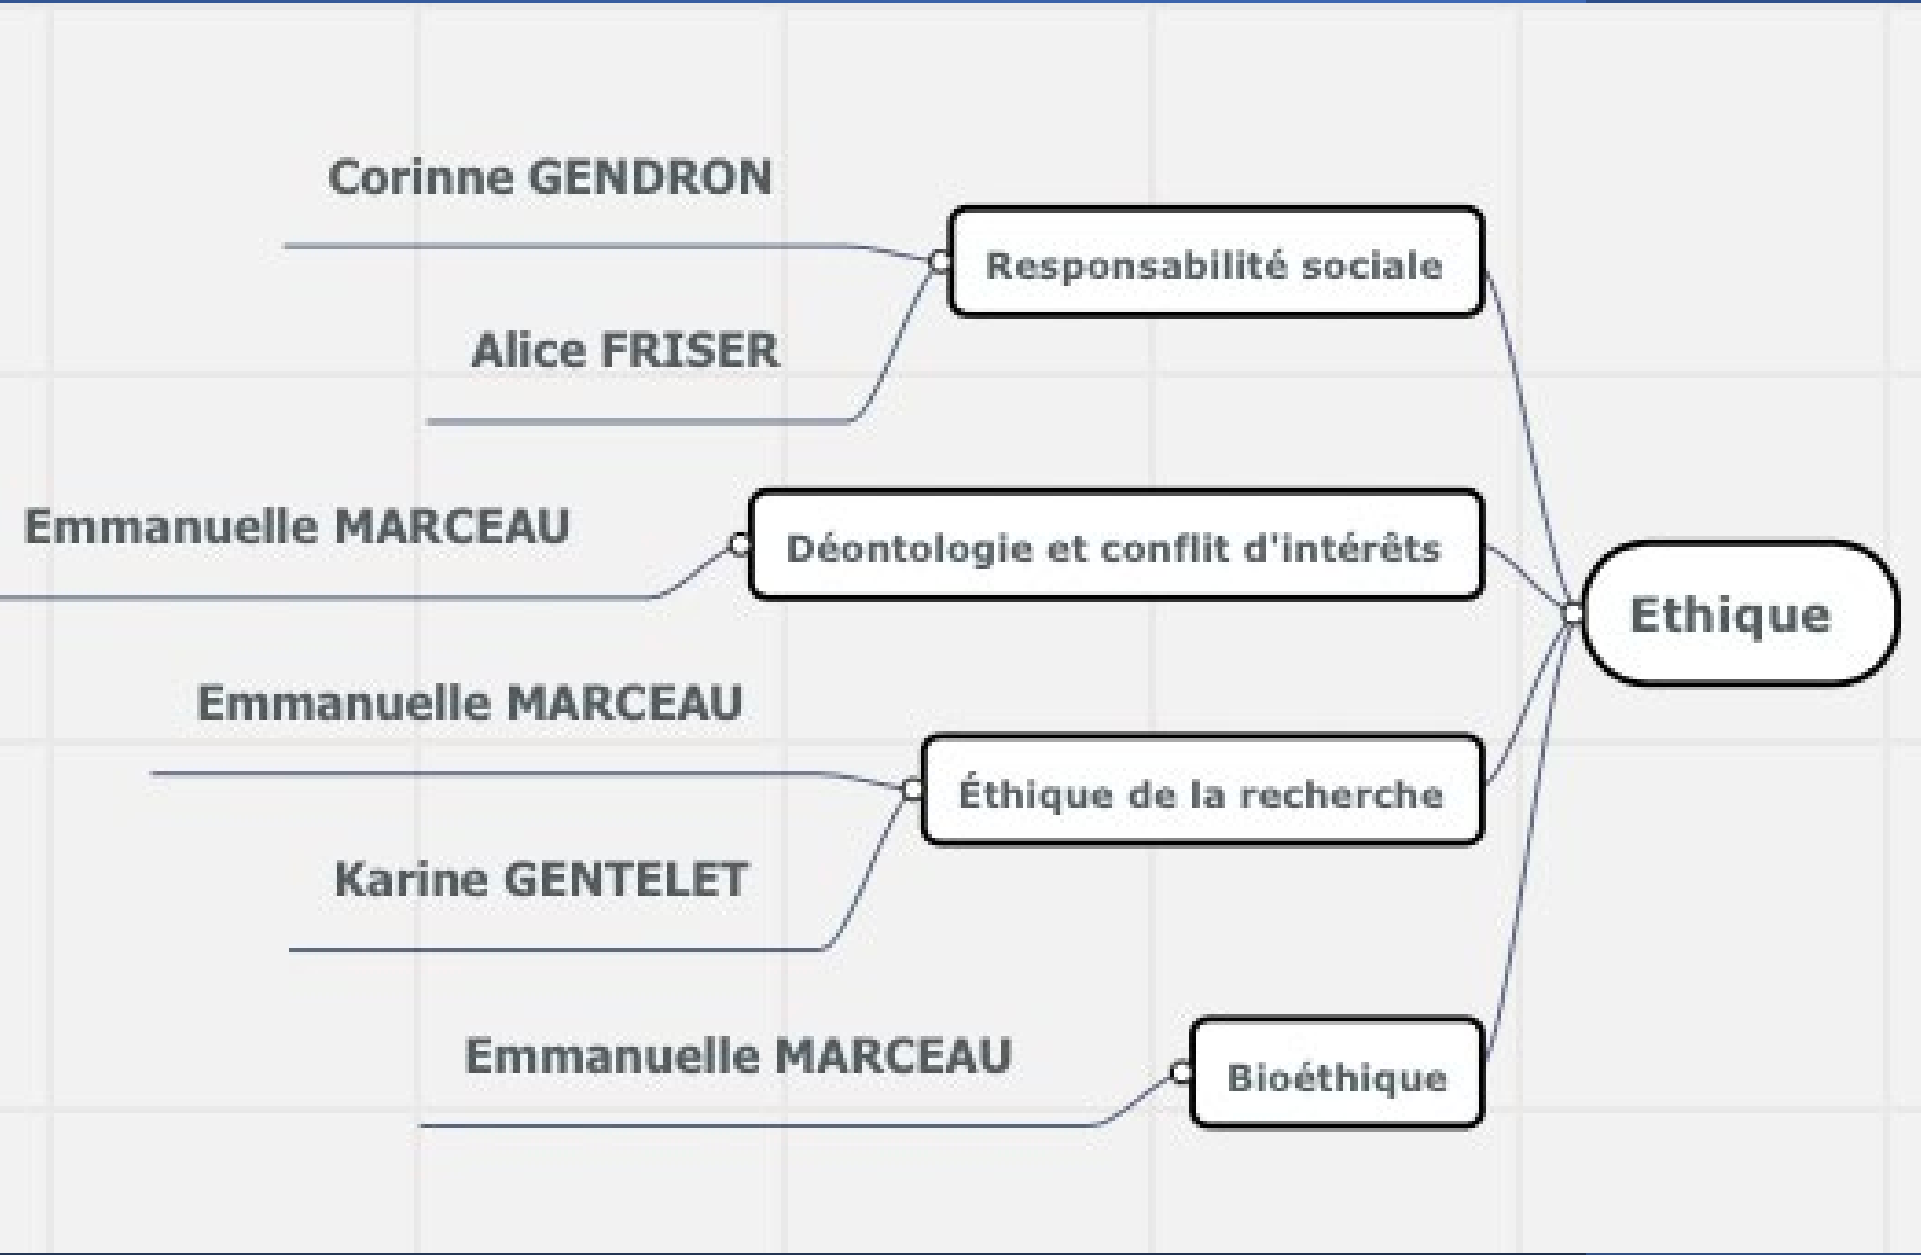 Corinne GENDRON
Responsabilité sociale
Alice FRISER
Emmanuelle MARCEAU
Déontologie et conflit d'intérêts
Ethique
Emmanuelle MARCEAU
Éthique de la recherche
Karine GENTELET
Emmanuelle MARCEAU
Bioéthique